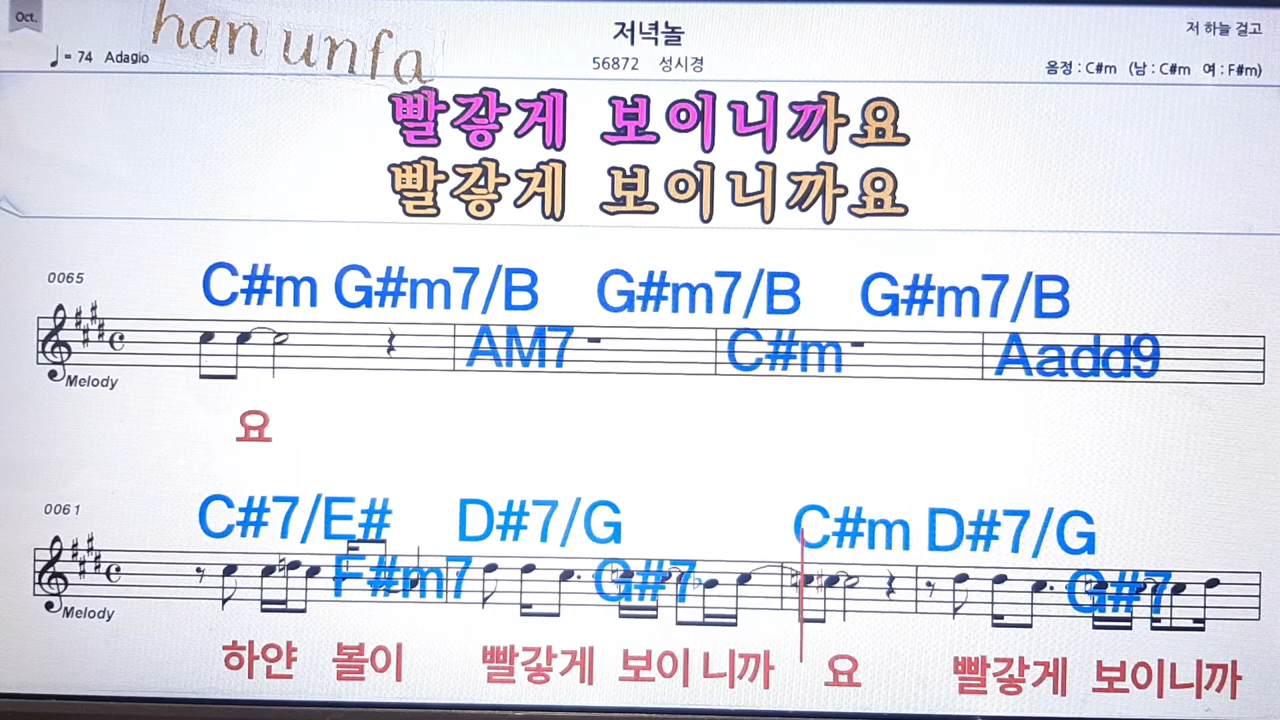 Oct.
han unfa
저녁놀
저 하늘 걸고
♩ = 74 Adagio
56872 성시경
음정 : C#m (남 : C#m 여 : F#m)
빨갛게 보이니까요
빨갛게 보이니까요
0065
C#m G#m7/B G#m7/B G#m7/B
AM7 C#m Aadd9
Melody
요
0061
C#7/E# D#7/G C#m D#7/G
F#m7 G#7 G#7
Melody
하얀 볼이 빨갛게 보이니까 요 빨갛게 보이니까